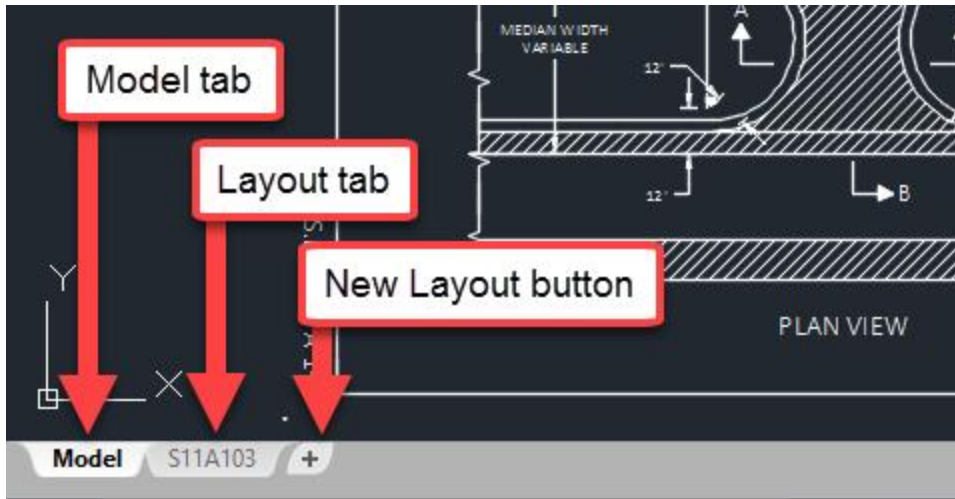 MEDIAN WIDTH
VARIABLE
A
12"
Model tab
Layout tab
12"
B
New Layout button
Y
PLAN VIEW
X
Model
S11A103
+